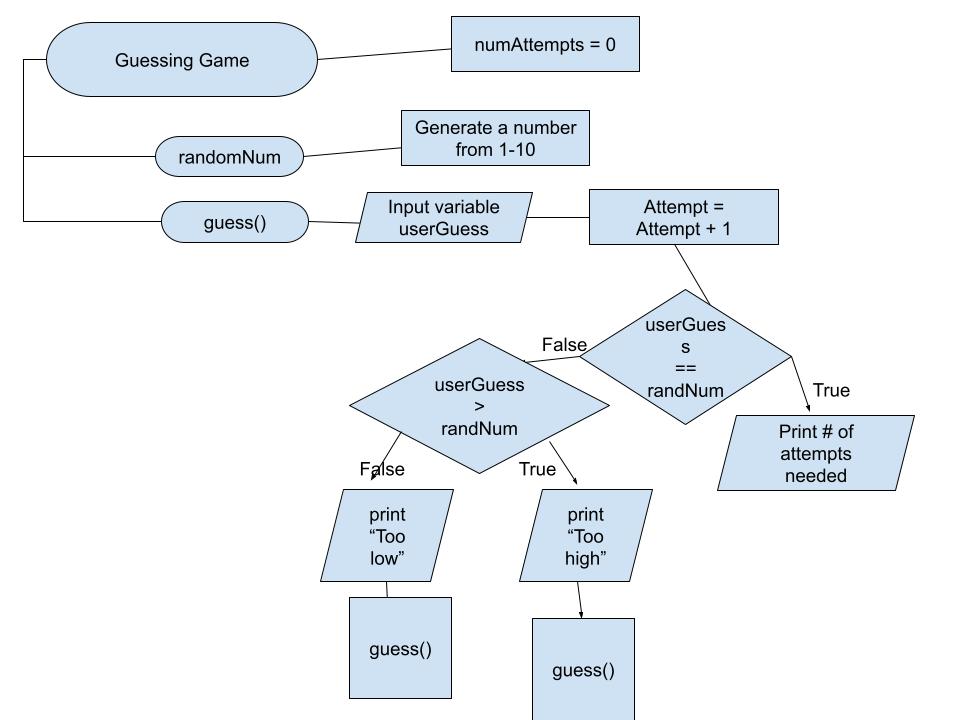 Guessing Game
numAttempts = 0
randomNum
Generate a number
from 1-10
guess()
Input variable
userGuess
Attempt =
Attempt + 1
userGues
s
==
randNum
False
True
userGuess
>
randNum
Print # of
attempts
needed
False
True
print
“Too
low”
print
“Too
high”
guess()
guess()